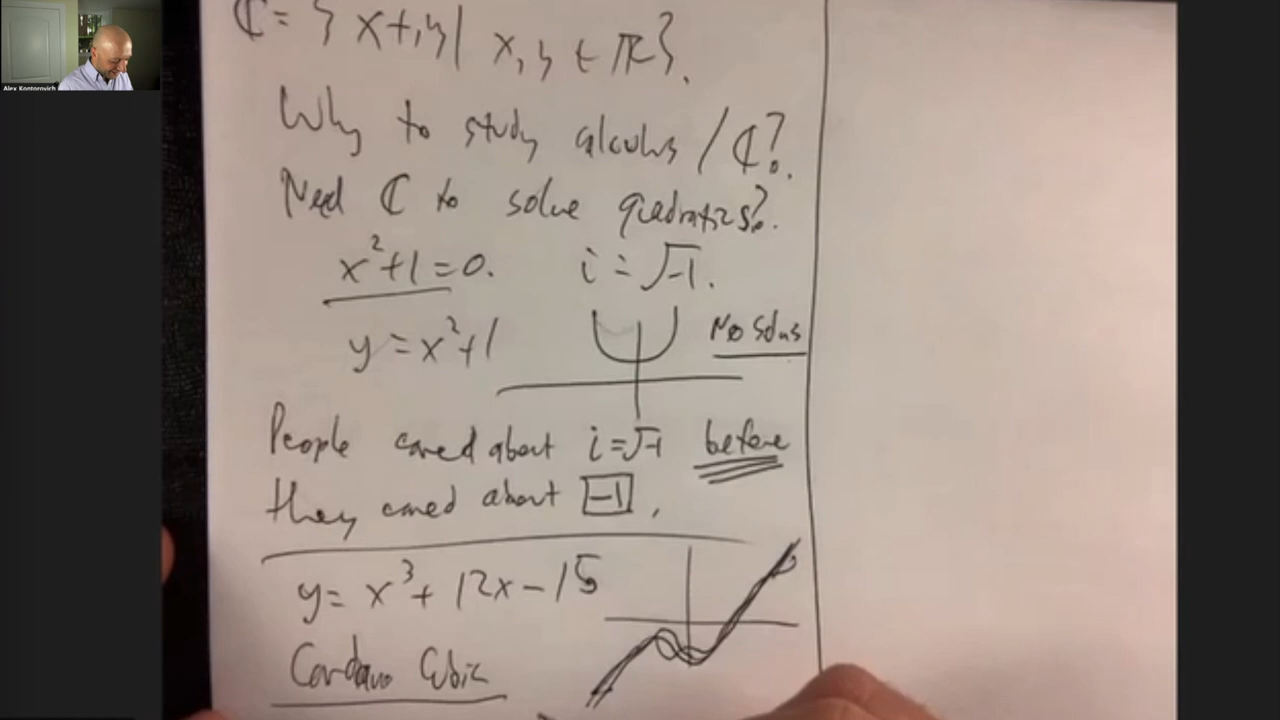 Alex Kontorovich
ℂ = { x+iy | x, y ∈ ℝ }.
Why to study calculus / ℂ?.
Need ℂ to solve quadratics?.
x²+1=0. i = √-1.
y = x²+1 No Solns
People cared about i=√-1 before
they cared about -1,
y = x³ + 12x - 15
Cardano Cubic